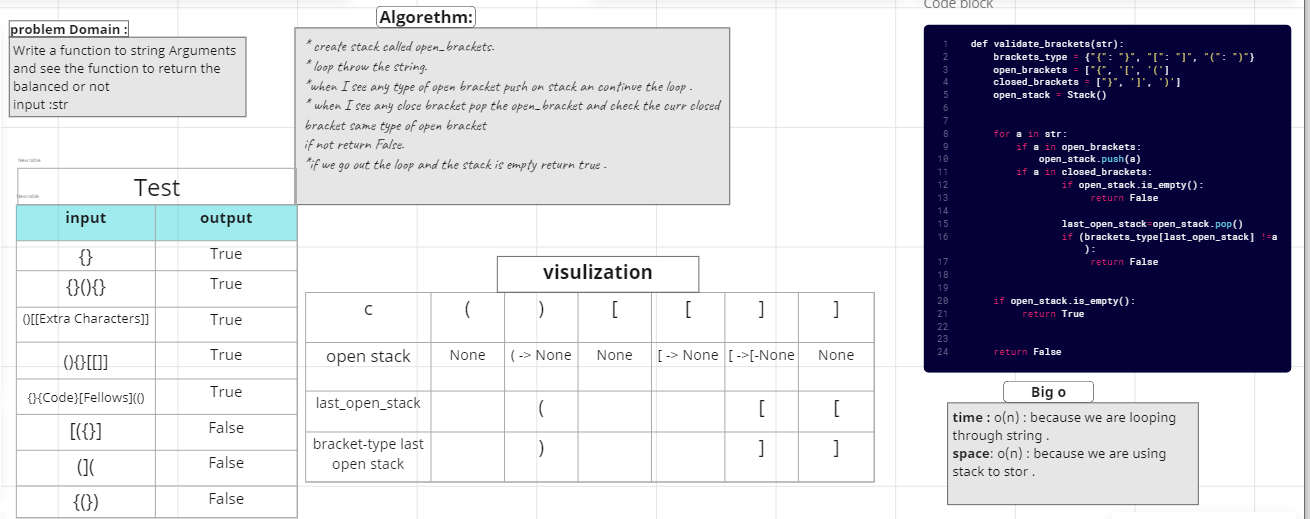 problem Domain :
Write a function to string Arguments
and see the function to return the
balanced or not
input :str
Algorethm:
* create stack called open_brackets.
* loop throw the string.
*when I see any type of open bracket push on stack an continue the loop .
* when I see any close bracket pop the open_bracket and check the curr closed
bracket same type of open bracket
if not return False.
*if we go out the loop and the stack is empty return true .
New table
Test
New table
input output
{} True
{}(){} True
()[[Extra Characters]] True
(){}[[]] True
{}{Code}[Fellows](() True
[({}] False
(]( False
{(}) False
visulization
c ( ) [ [ ] ]
open stack None ( -> None None [ -> None [ ->[-None None
last_open_stack ( [ [
bracket-type last ) ] ]
open stack
Code block
1 def validate_brackets(str):
2 brackets_type = {"{": "}", "[": "]", "(": ")"}
3 open_brackets = ["{", '[', '(']
4 closed_brackets = ["}", ']', ')']
5 open_stack = Stack()
6
7
8 for a in str:
9 if a in open_brackets:
10 open_stack.push(a)
11 if a in closed_brackets:
12 if open_stack.is_empty():
13 return False
14
15 last_open_stack=open_stack.pop()
16 if (brackets_type[last_open_stack] !=a
):
17 return False
18
19
20 if open_stack.is_empty():
21 return True
22
23
24 return False
Big o
time : o(n) : because we are looping
through string .
space: o(n) : because we are using
stack to stor .